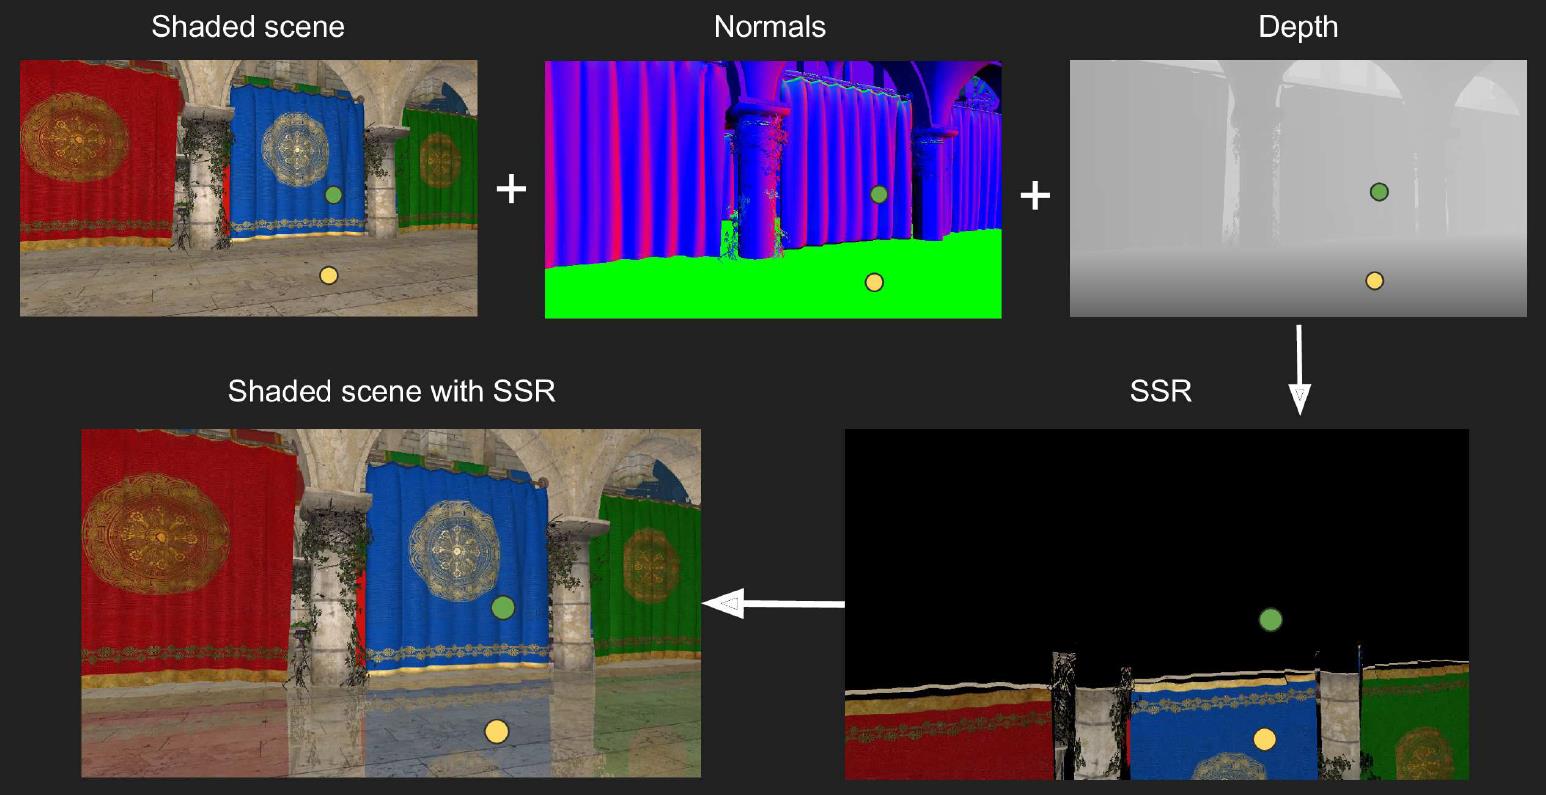 Shaded scene
Normals
Depth
+
+
Shaded scene with SSR
SSR